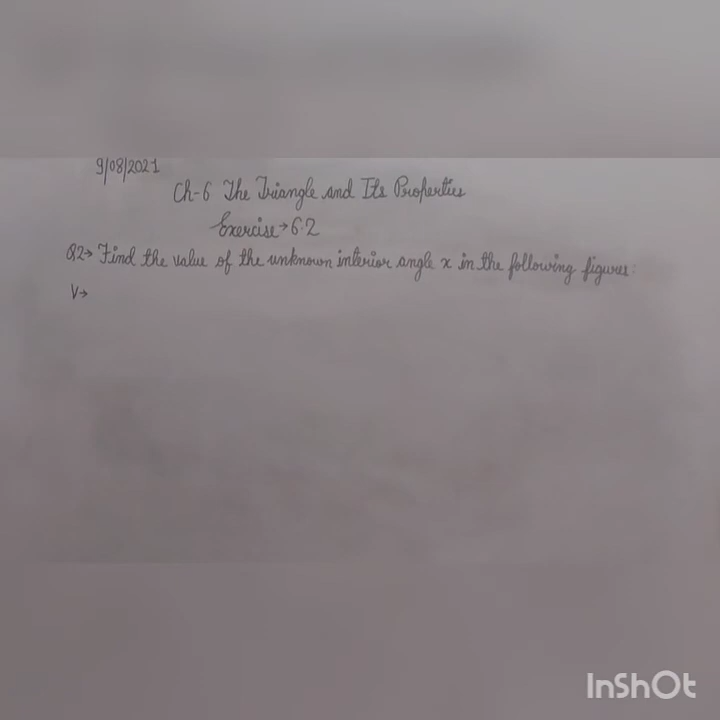 9/08/2021
Ch-6 The Triangle and Its Properties
Exercise→6.2
Q2→ Find the value of the unknown interior angle x in the following figures:
V→
InShOt